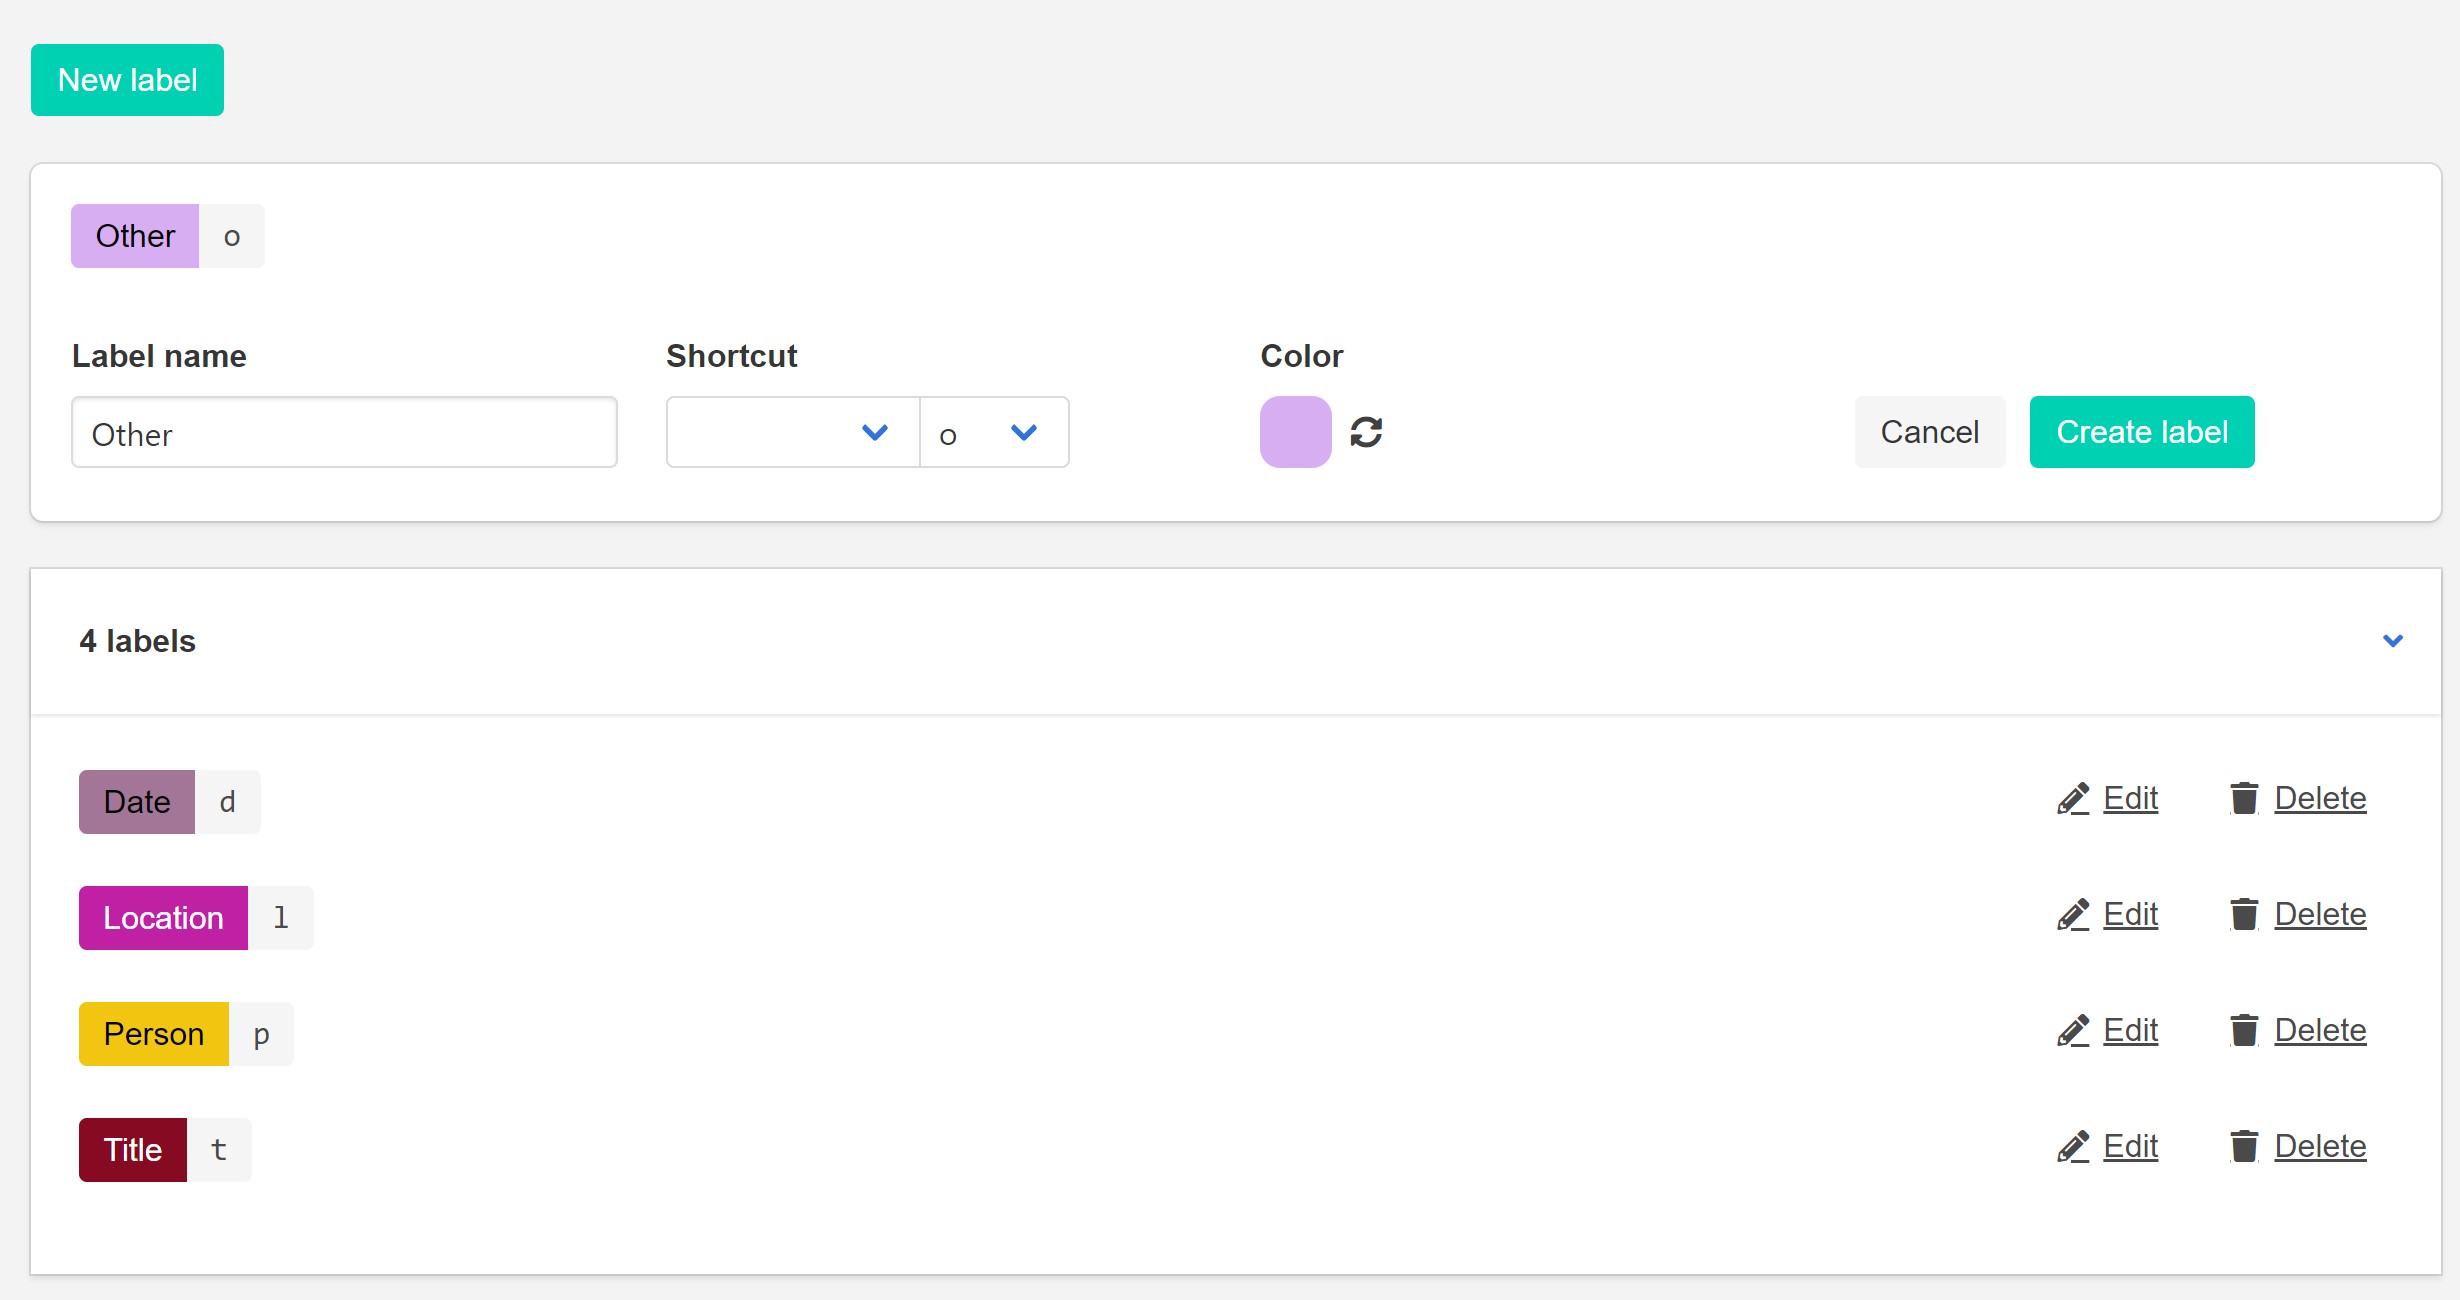 New label
Other o
Label name Shortcut Color
Other o Cancel Create label
4 labels
Date d Edit Delete
Location l Edit Delete
Person p Edit Delete
Title t Edit Delete